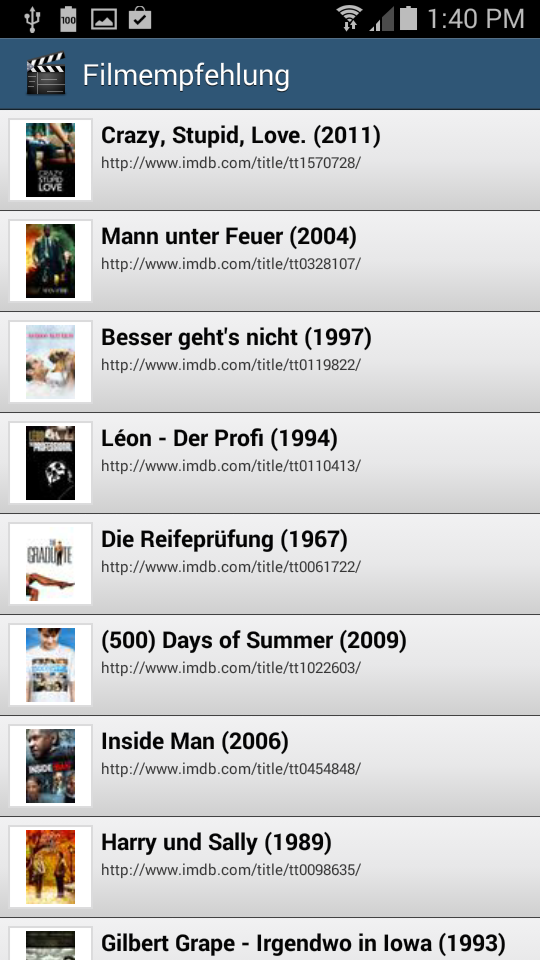 100
1:40 PM
Filmempfehlung
CRAZY
STUPID
LOVE
Crazy, Stupid, Love. (2011)
http://www.imdb.com/title/tt1570728/
Mann unter Feuer (2004)
http://www.imdb.com/title/tt0328107/
Besser geht's nicht (1997)
http://www.imdb.com/title/tt0119822/
LEON
Léon - Der Profi (1994)
http://www.imdb.com/title/tt0110413/
THE
GRADUATE
Die Reifeprüfung (1967)
http://www.imdb.com/title/tt0061722/
(500) Days of Summer (2009)
http://www.imdb.com/title/tt1022603/
INSIDE MAN
Inside Man (2006)
http://www.imdb.com/title/tt0454848/
Harry und Sally (1989)
http://www.imdb.com/title/tt0098635/
Gilbert Grape - Irgendwo in Iowa (1993)